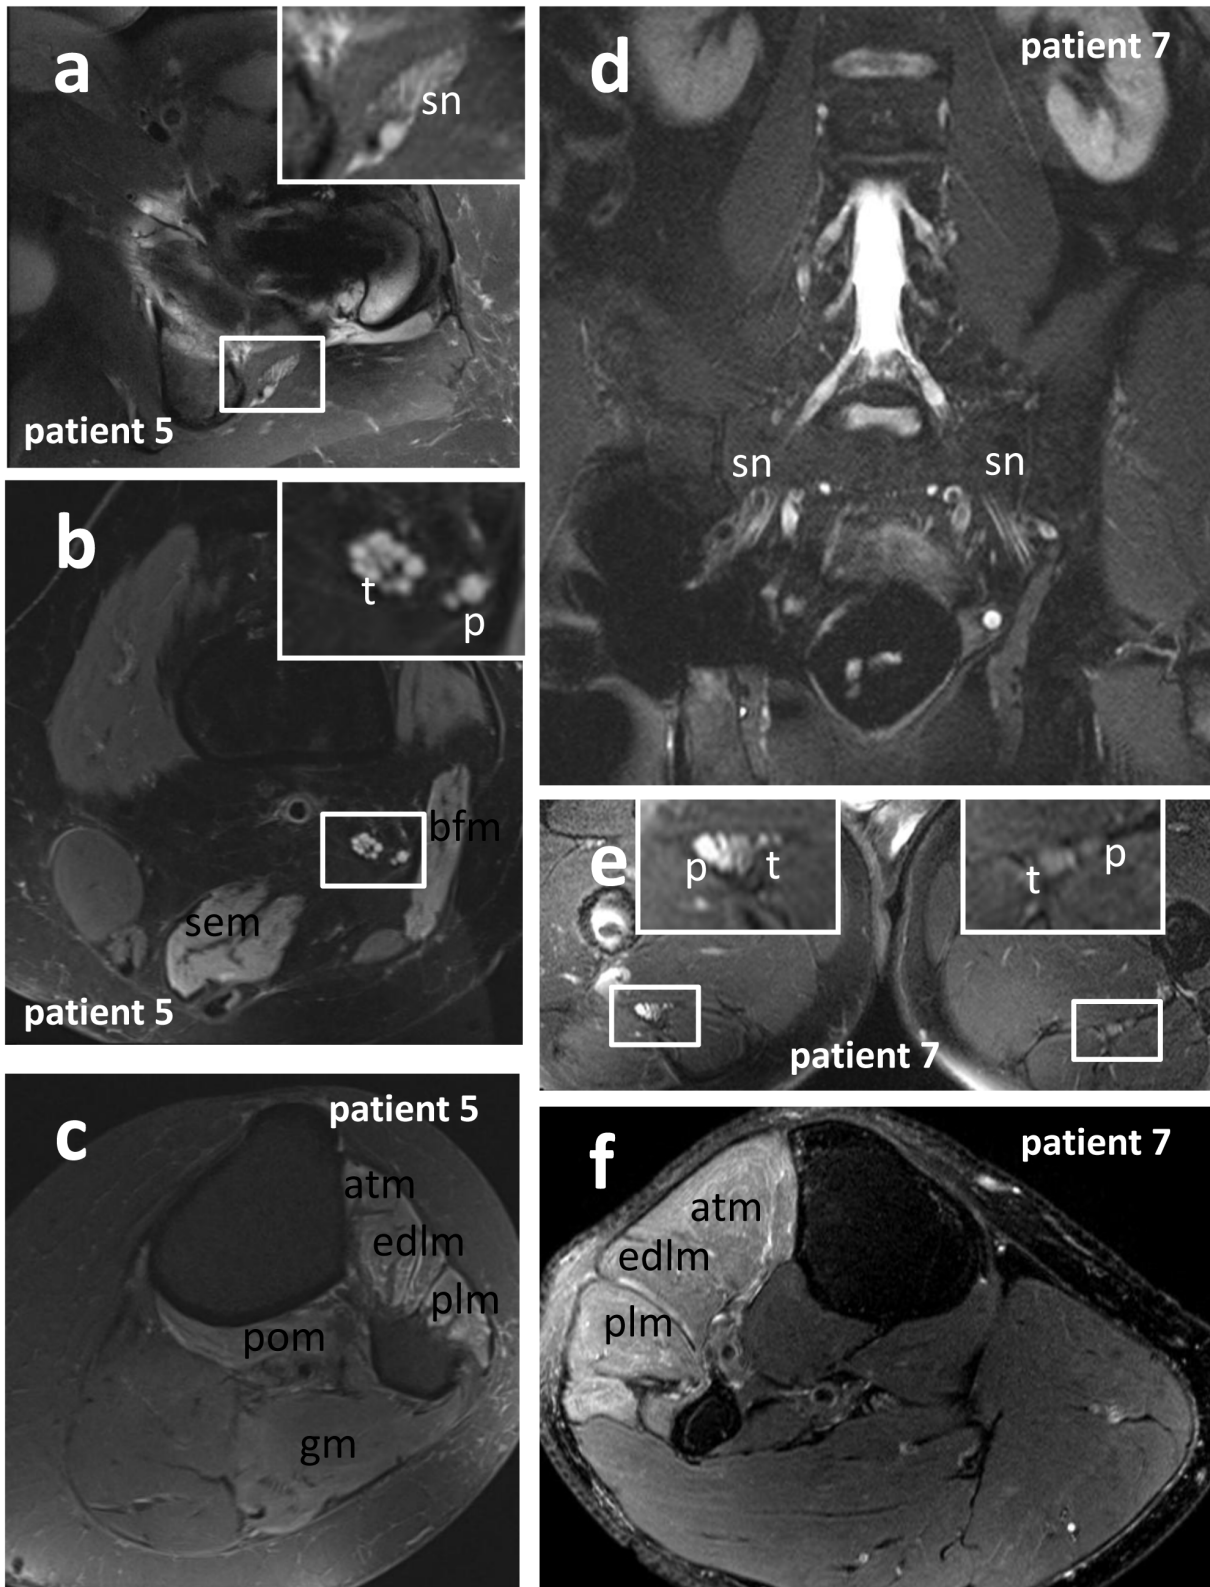 a
sn
patient 5
b
t
p
bfm
sem
patient 5
c
patient 5
atm
edlm
plm
pom
gm
d
patient 7
sn
sn
e
p
t
t
p
patient 7
f
patient 7
atm
edlm
plm